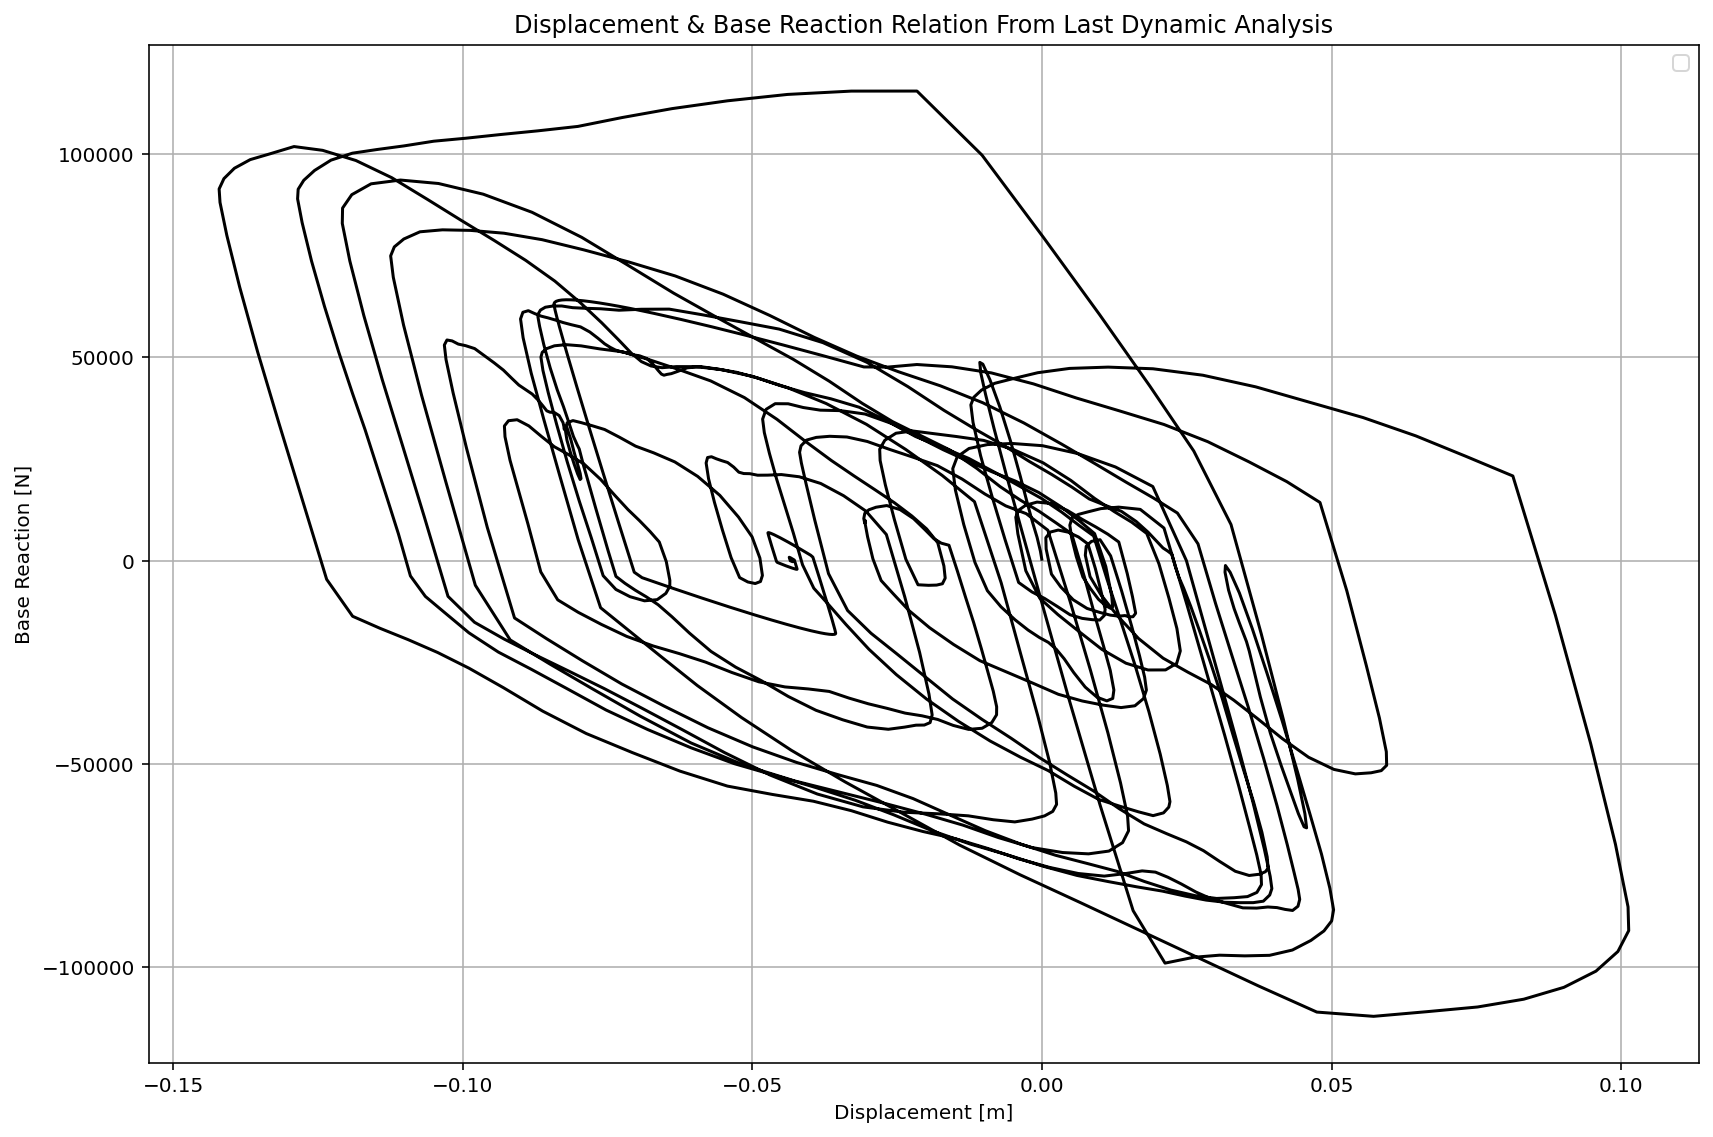 Displacement & Base Reaction Relation From Last Dynamic Analysis
100000
50000
0
−50000
−100000
Base Reaction [N]
−0.15 −0.10 −0.05 0.00 0.05 0.10
Displacement [m]